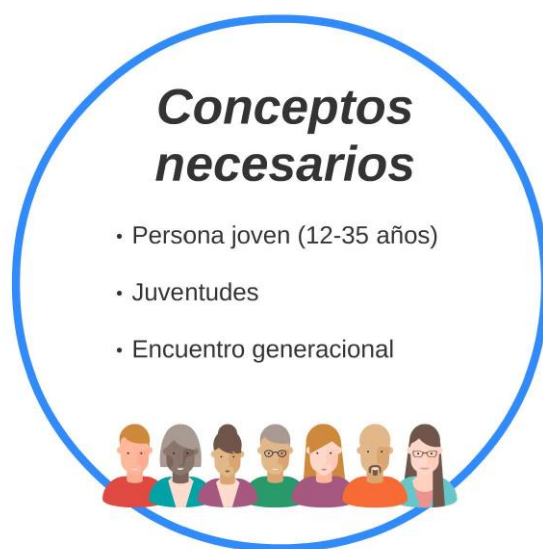 Conceptos
necesarios
• Persona joven (12-35 años)
• Juventudes
• Encuentro generacional